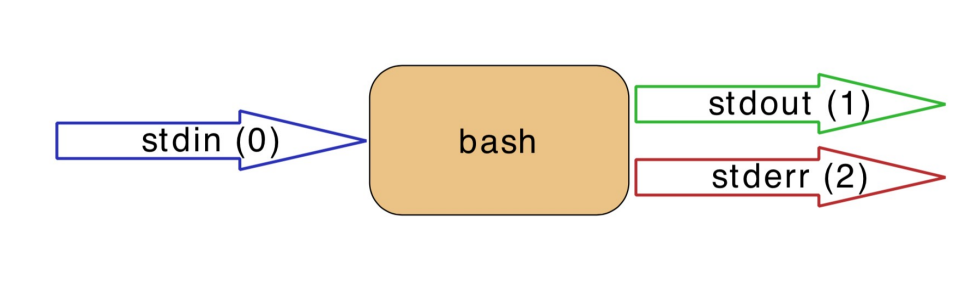 stdin (0)
bash
stdout (1)
stderr (2)